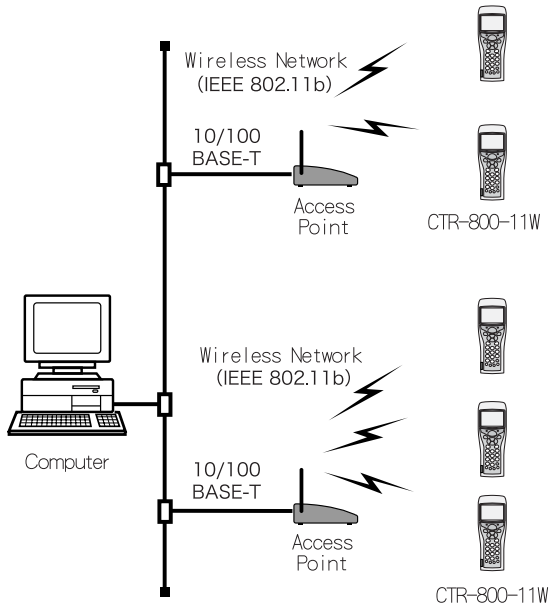 Wireless Network
(IEEE 802.11b)
10/100
BASE-T
Access
Point
CTR-800-11W
Wireless Network
(IEEE 802.11b)
Computer
10/100
BASE-T
Access
Point
CTR-800-11W